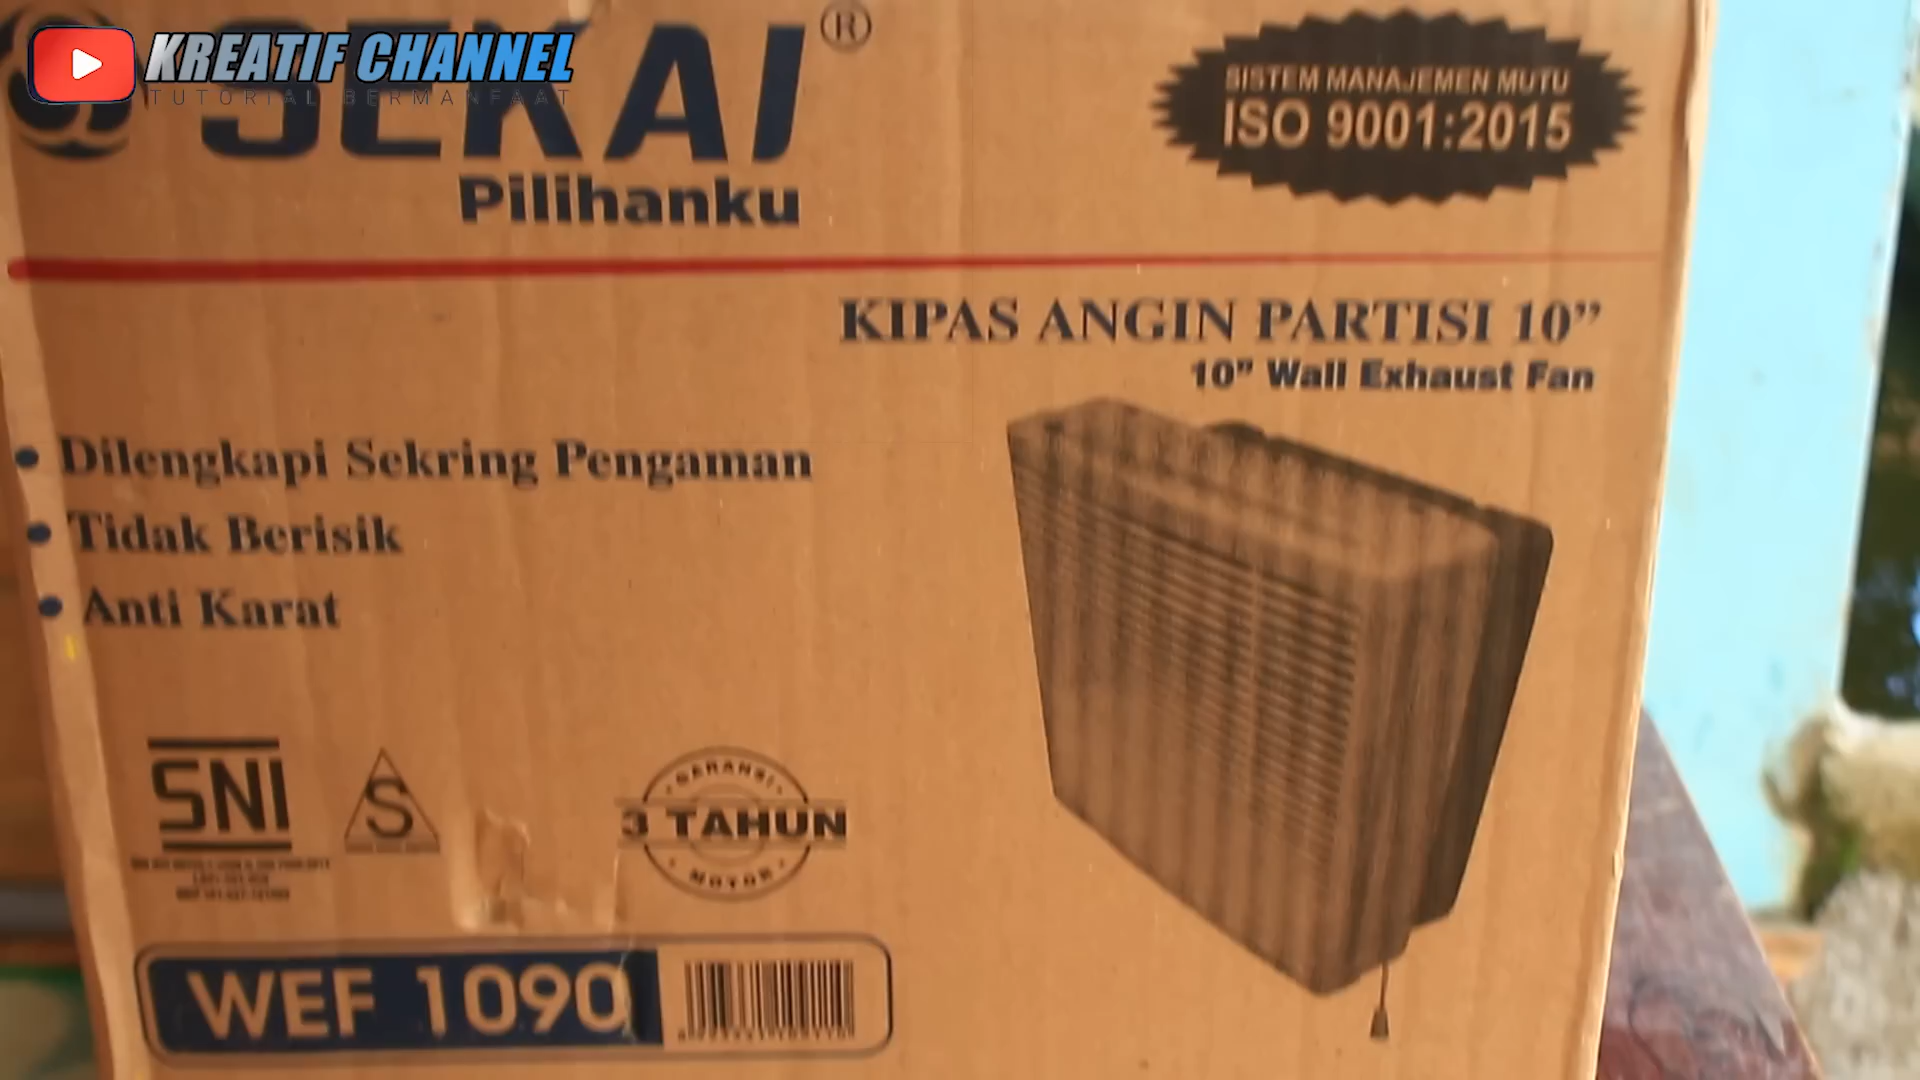 KREATIF CHANNEL
TUTORIAL BERMANFAAT
SEKAI ®
Pilihanku
SISTEM MANAJEMEN MUTU
ISO 9001:2015
KIPAS ANGIN PARTISI 10”
10” Wall Exhaust Fan
• Dilengkapi Sekring Pengaman
• Tidak Berisik
• Anti Karat
SNI
S
GARANSI
3 TAHUN
MOTOR
WEF 1090